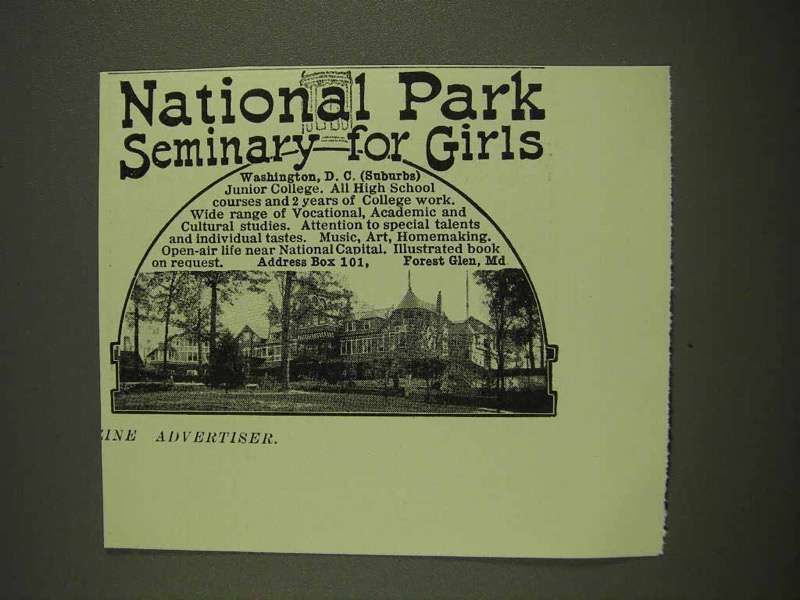 National Park
Seminary for Girls
Washington, D. C. (Suburbs)
Junior College. All High School
courses and 2 years of College work.
Wide range of Vocational, Academic and
Cultural studies. Attention to special talents
and individual tastes. Music, Art, Homemaking.
Open-air life near National Capital. Illustrated book
on request. Address Box 101, Forest Glen, Md
ZINE ADVERTISER.